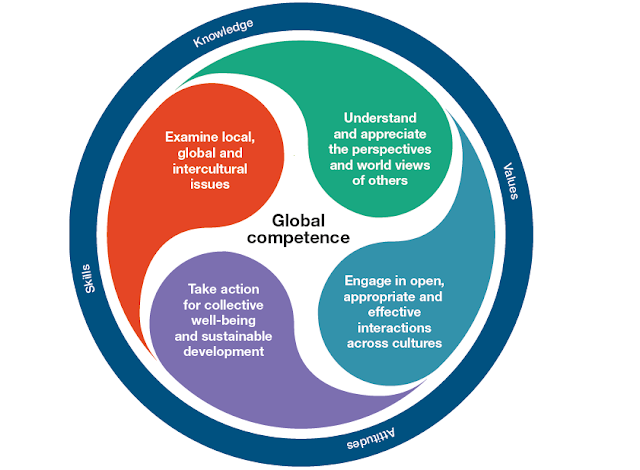 Knowledge
Examine local,
global and
intercultural
issues
Understand
and appreciate
the perspectives
and world views
of others
Values
Global
competence
Skills
Take action
for collective
well-being
and sustainable
development
Engage in open,
appropriate and
effective
interactions
across cultures
Attitudes